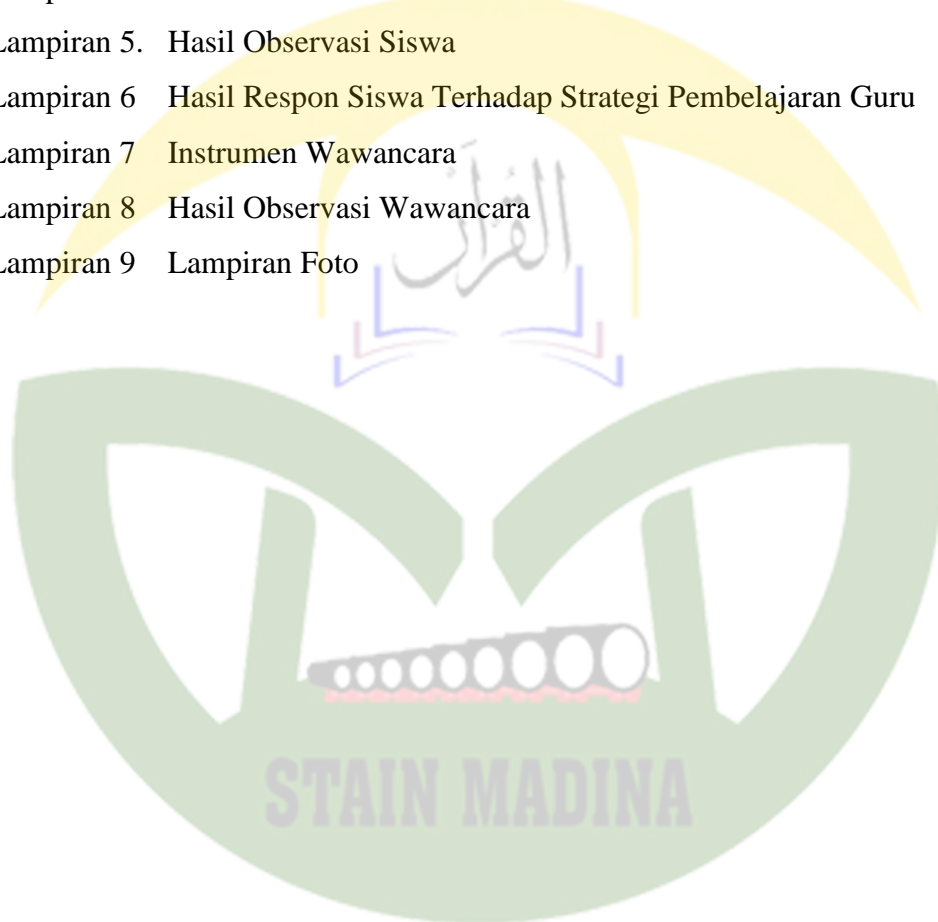 Lampiran 5. Hasil Observasi Siswa
Lampiran 6 Hasil Respon Siswa Terhadap Strategi Pembelajaran Guru
Lampiran 7 Instrumen Wawancara
Lampiran 8 Hasil Observasi Wawancara
Lampiran 9 Lampiran Foto
القرآن
STAIN MADINA